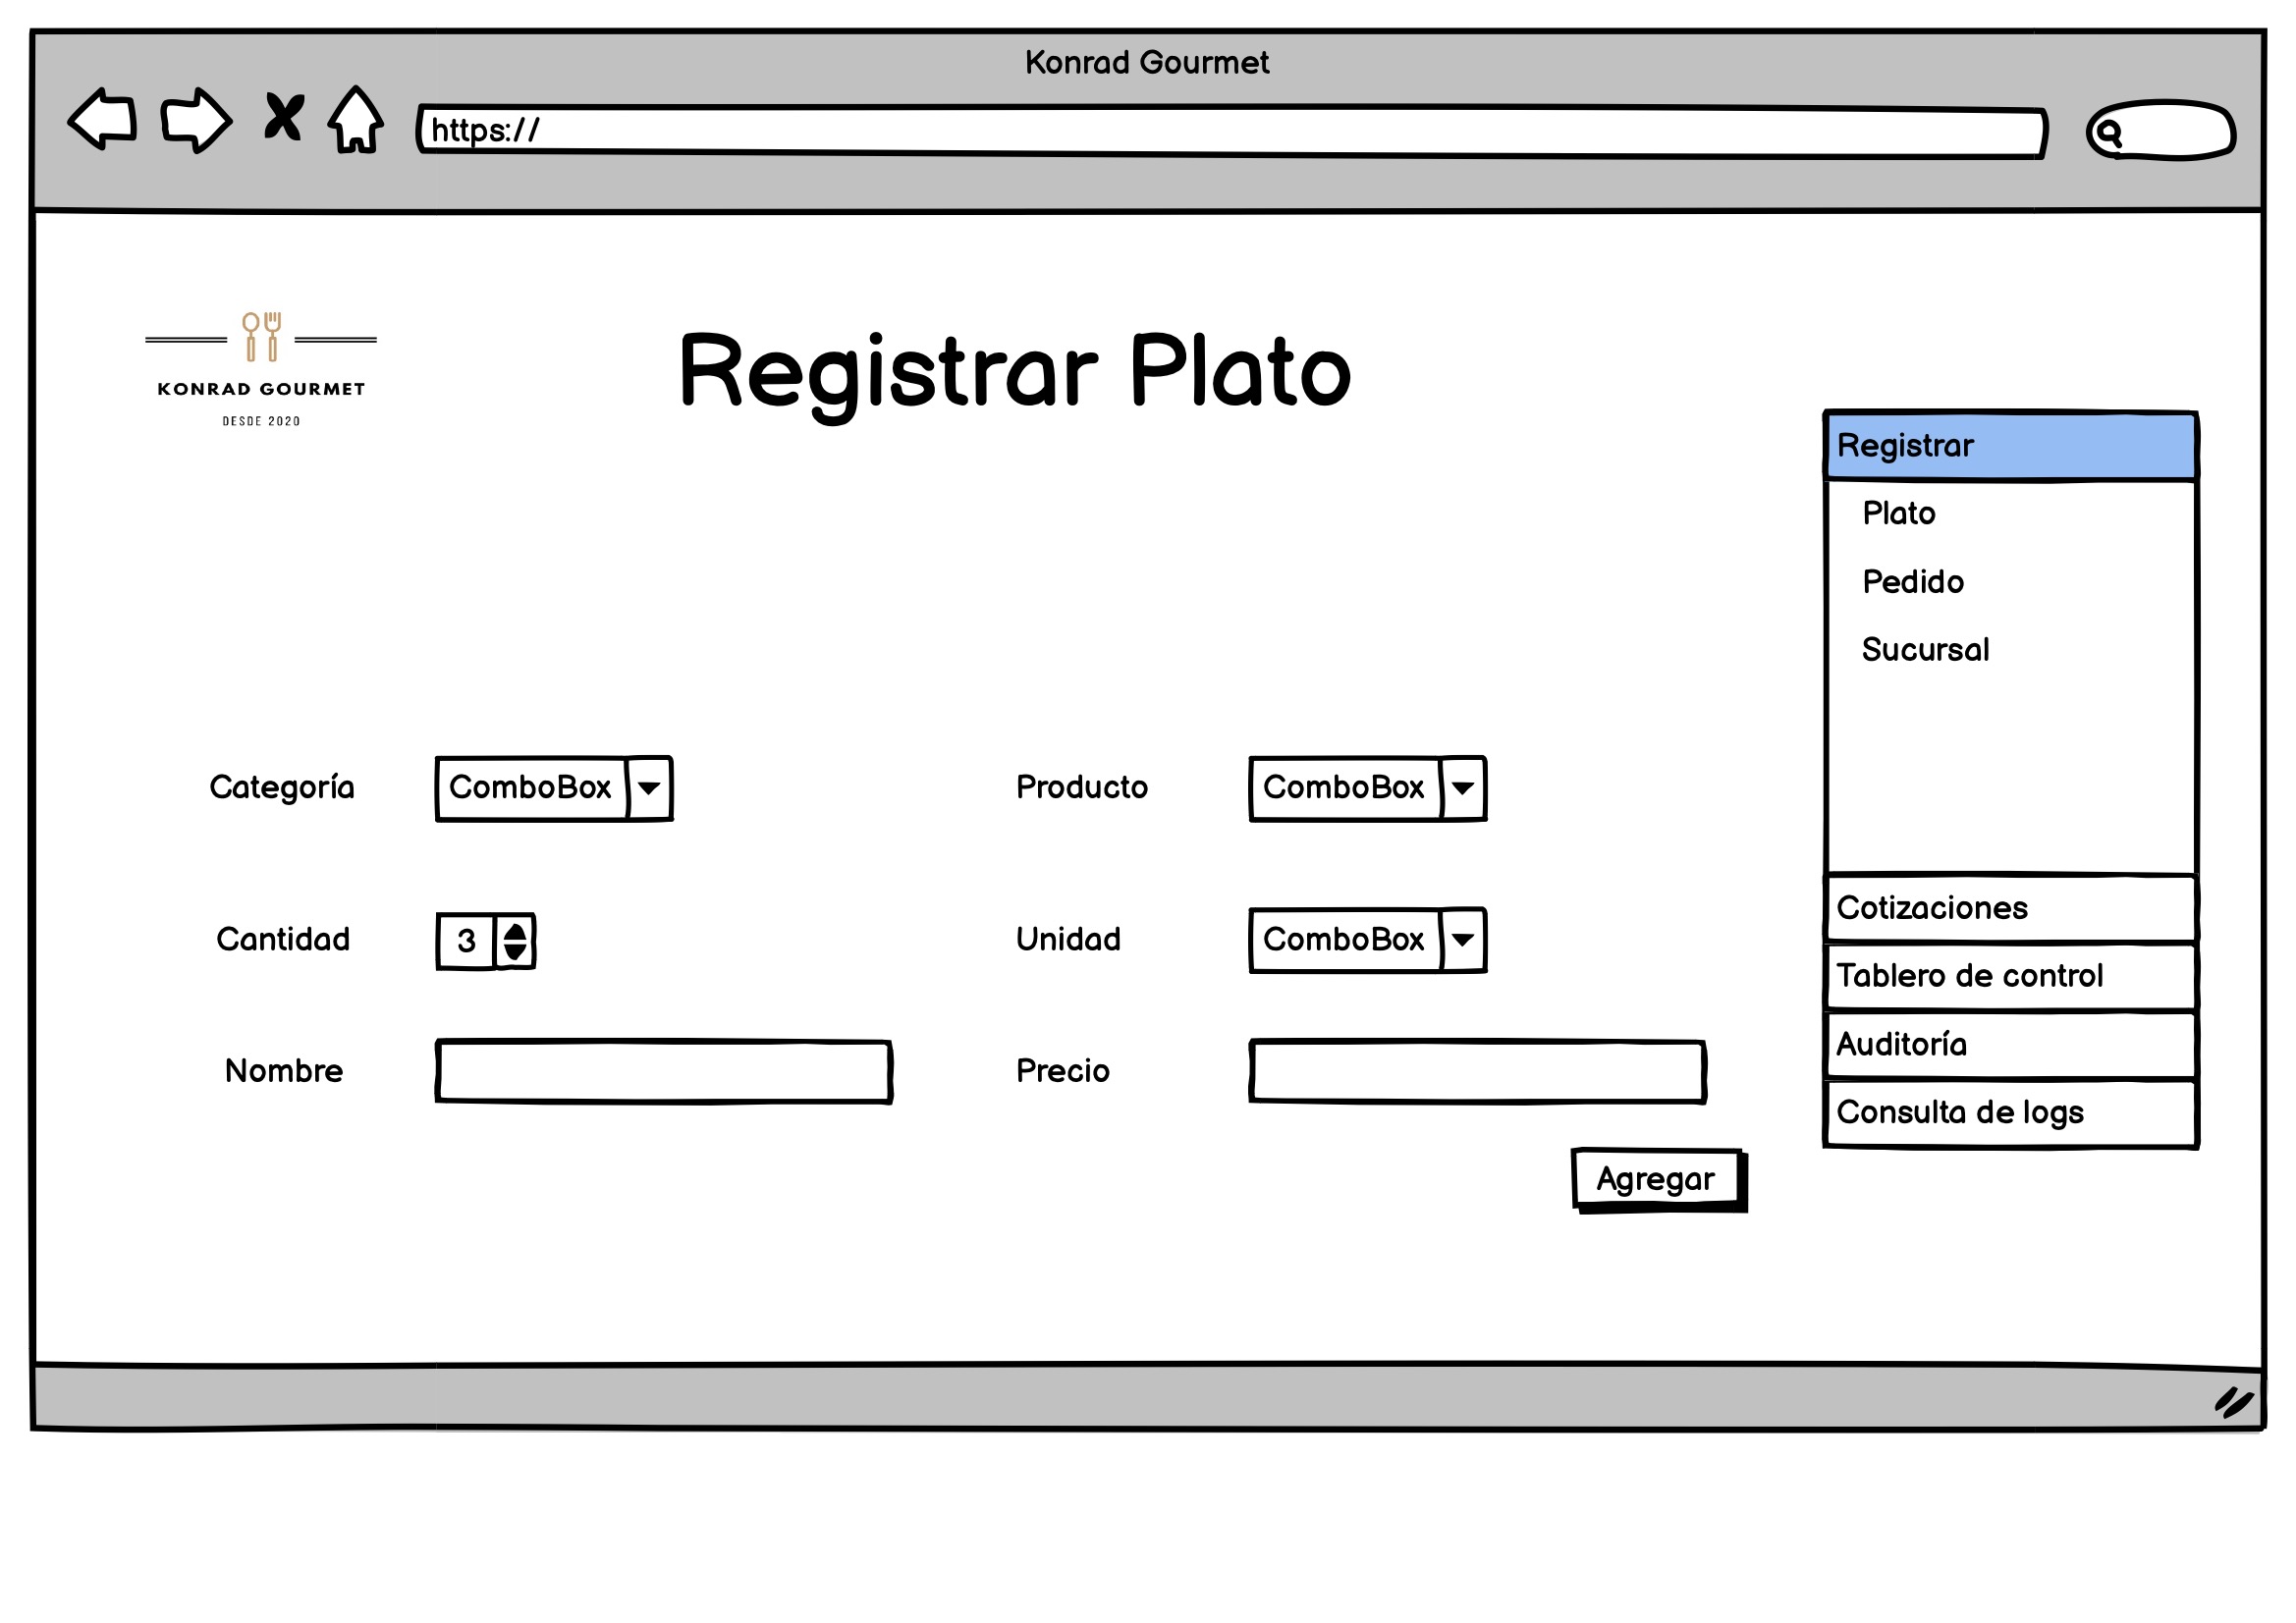 Konrad Gourmet
https://
KONRAD GOURMET
DESDE 2020
Registrar Plato
Registrar
Plato
Pedido
Sucursal
Categoría ComboBox Producto ComboBox
Cantidad 3 Unidad ComboBox
Nombre Precio
Agregar
Cotizaciones
Tablero de control
Auditoría
Consulta de logs